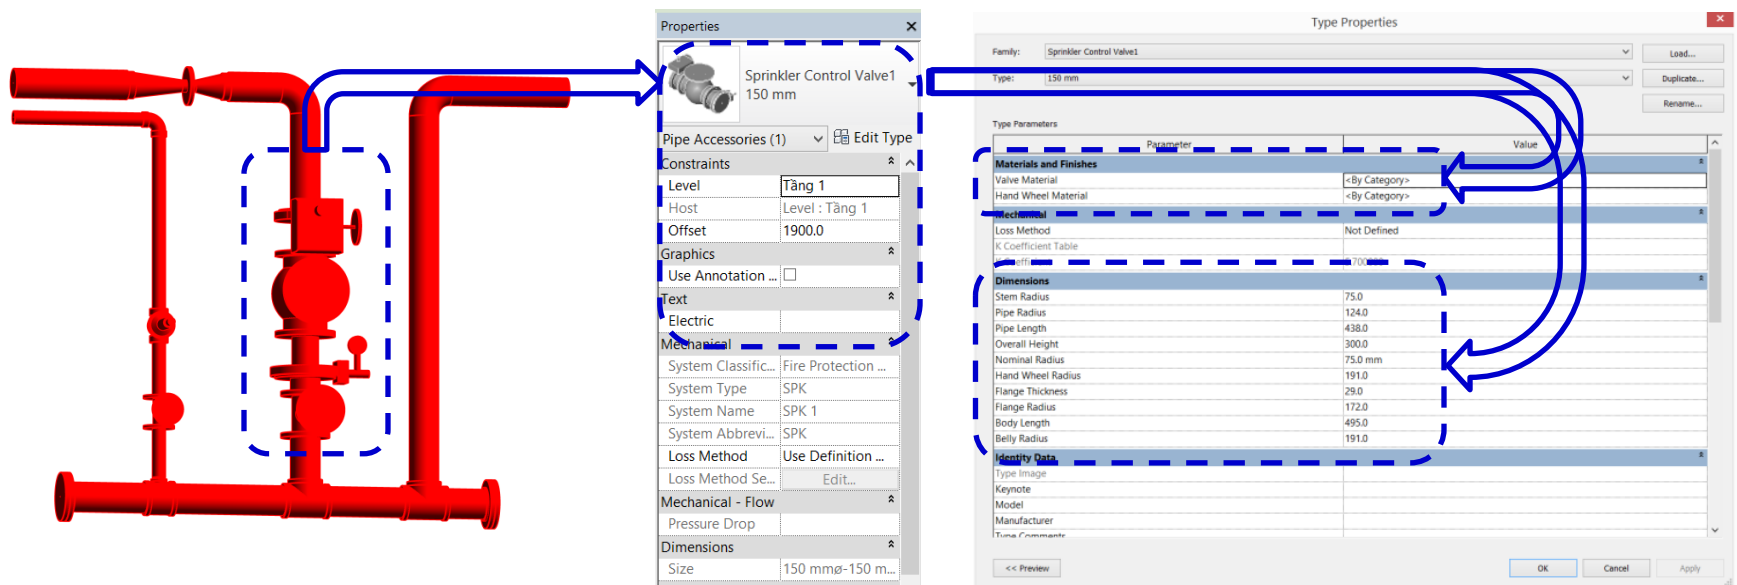 Properties
Sprinkler Control Valve1
150 mm
Pipe Accessories (1)
Edit Type
Constraints
Level Tầng 1
Host Level : Tầng 1
Offset 1900.0
Graphics
Use Annotation ...
Text
Electric
Mechanical
System Classific... Fire Protection ...
System Type SPK
System Name SPK 1
System Abbrevi... SPK
Loss Method Use Definition ...
Loss Method Se... Edit...
Mechanical - Flow
Pressure Drop
Dimensions
Size 150 mmø-150 m...
Type Properties
Family: Sprinkler Control Valve1 Load...
Type: 150 mm Duplicate...
Rename...
Type Parameters
Parameter Value
Materials and Finishes
Valve Material <By Category>
Hand Wheel Material <By Category>
Mechanical
Loss Method Not Defined
K Coefficient Table
K Coefficient
Dimensions
Stem Radius 75.0
Pipe Radius 124.0
Pipe Length 438.0
Overall Height 300.0
Nominal Radius 75.0 mm
Hand Wheel Radius 191.0
Flange Thickness 29.0
Flange Radius 172.0
Body Length 495.0
Belly Radius 191.0
Identity Data
Type Image
Keynote
Model
Manufacturer
Type Comments
<< Preview OK Cancel Apply